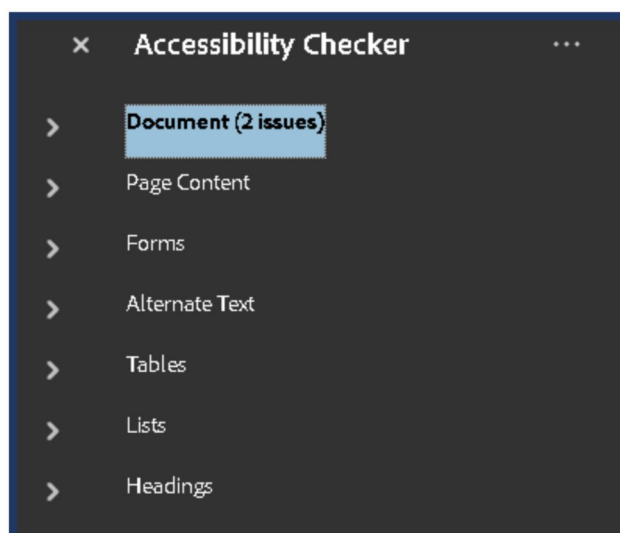 Accessibility Checker
Document (2 issues)
Page Content
Forms
Alternate Text
Tables
Lists
Headings